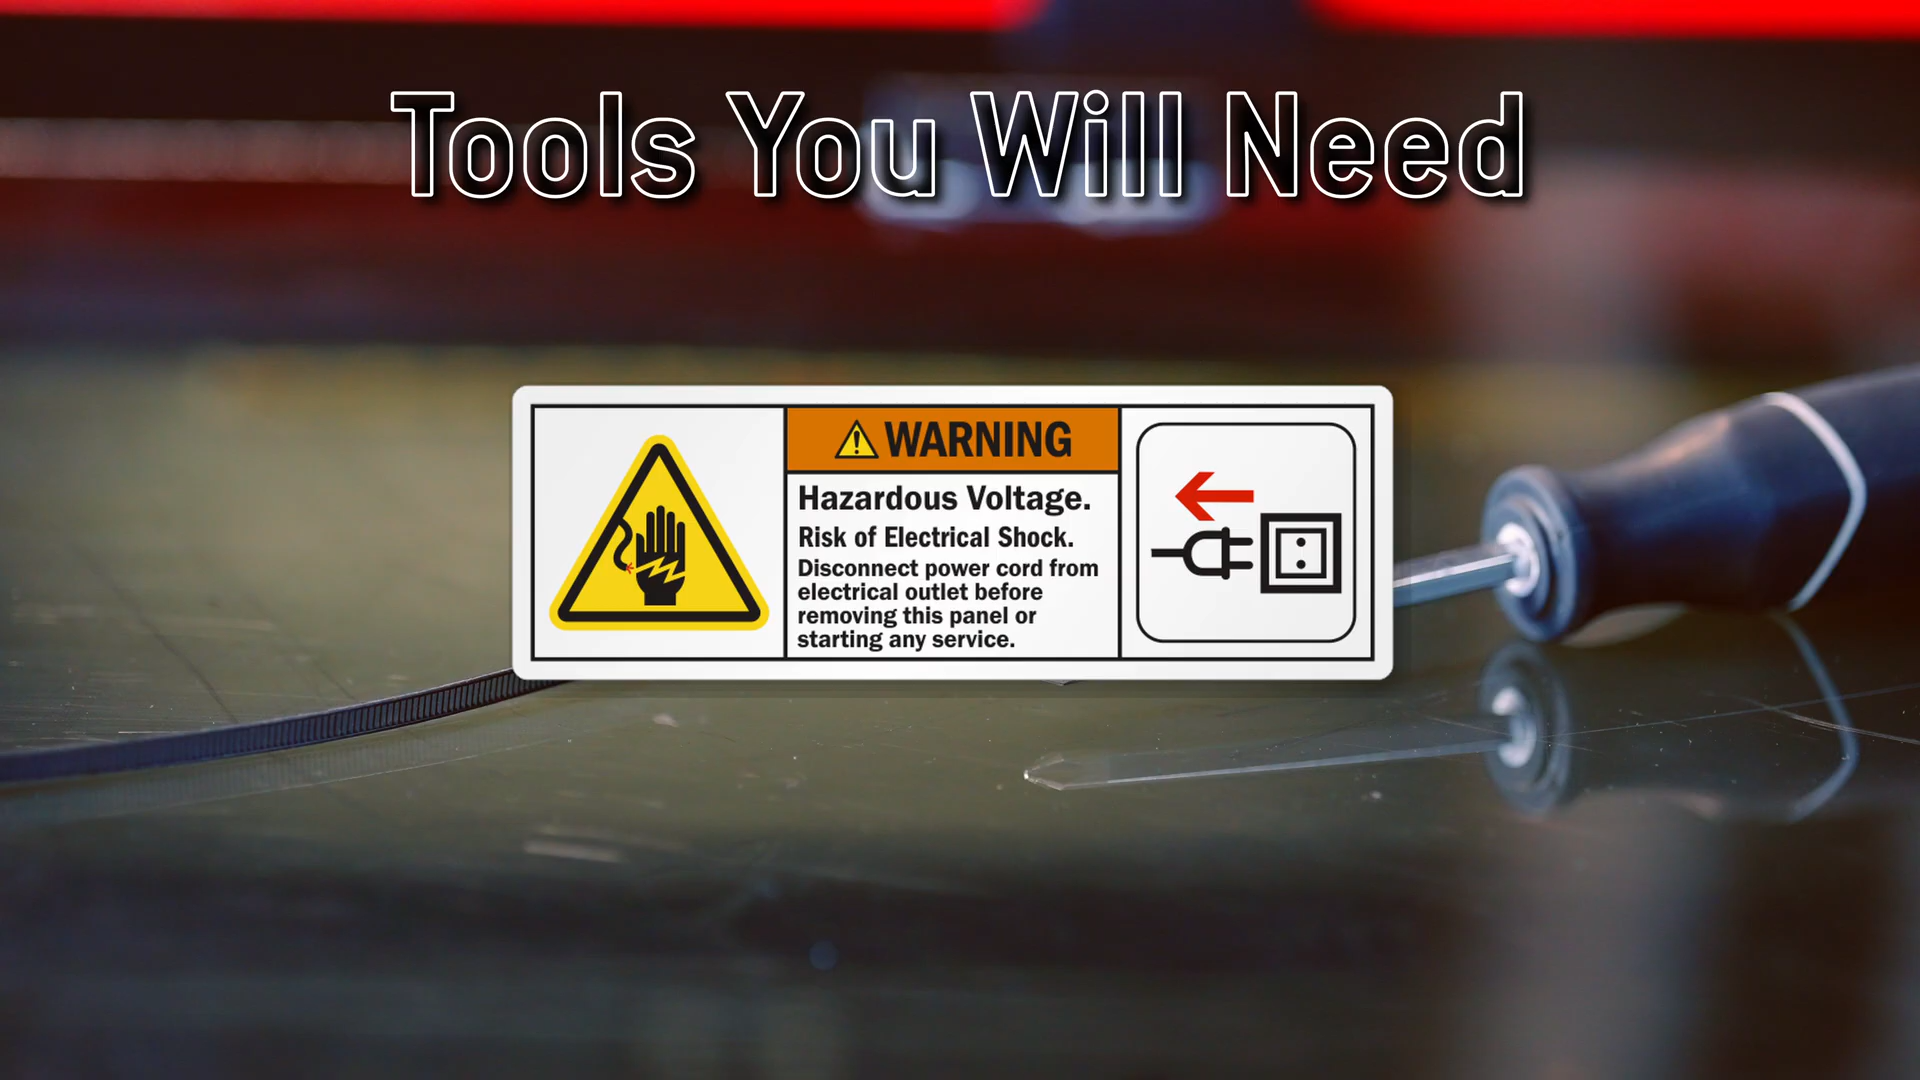 Tools You Will Need
WARNING
Hazardous Voltage.
Risk of Electrical Shock.
Disconnect power cord from
electrical outlet before
removing this panel or
starting any service.